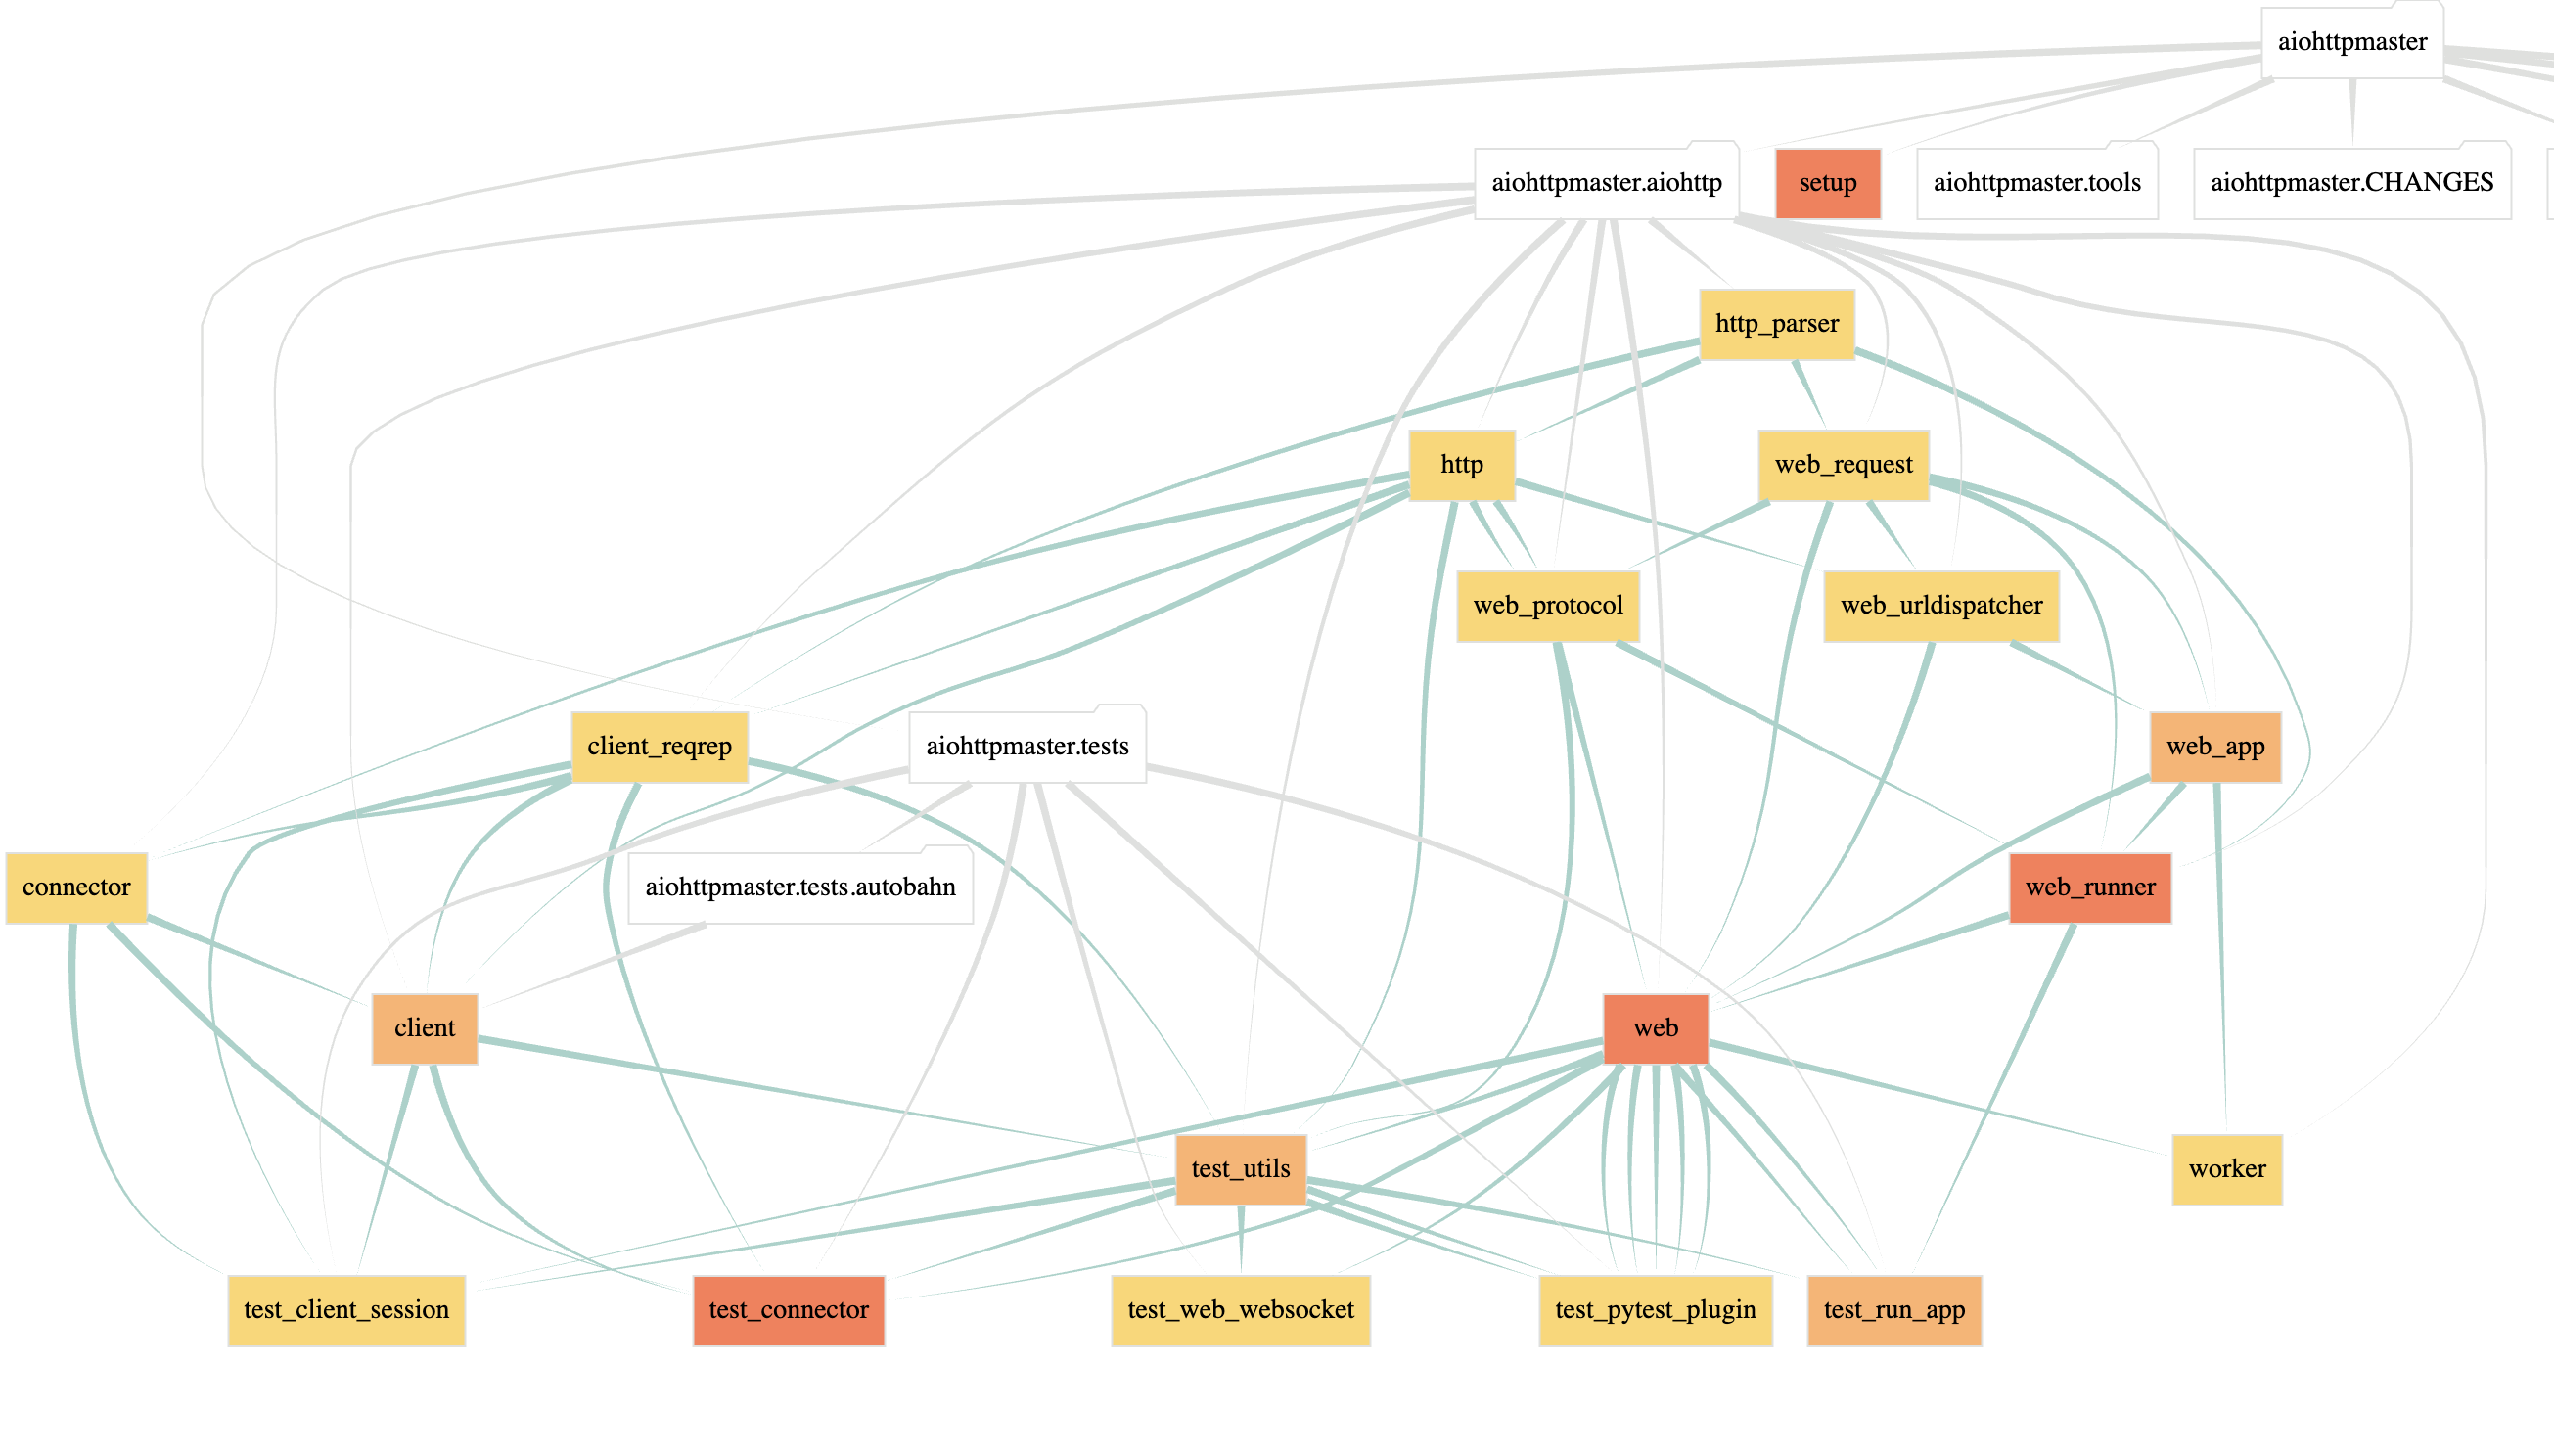 aiohttpmaster
aiohttpmaster.aiohttp
setup
aiohttpmaster.tools
aiohttpmaster.CHANGES
http_parser
http
web_request
web_protocol
web_urldispatcher
client_reqrep
aiohttpmaster.tests
web_app
connector
aiohttpmaster.tests.autobahn
web_runner
client
web
test_utils
worker
test_client_session
test_connector
test_web_websocket
test_pytest_plugin
test_run_app